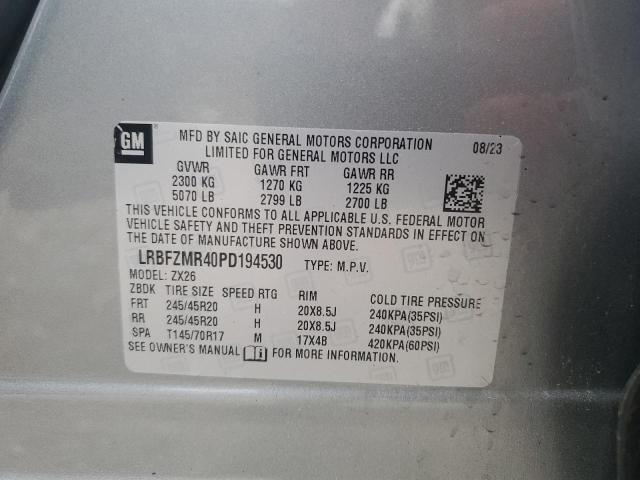 GM
MFD BY SAIC GENERAL MOTORS CORPORATION 08/23
LIMITED FOR GENERAL MOTORS LLC
GVWR GAWR FRT GAWR RR
2300 KG 1270 KG 1225 KG
5070 LB 2799 LB 2700 LB
THIS VEHICLE CONFORMS TO ALL APPLICABLE U.S. FEDERAL MOTOR
VEHICLE SAFETY AND THEFT PREVENTION STANDARDS IN EFFECT ON
THE DATE OF MANUFACTURE SHOWN ABOVE.
LRBFZMR40PD194530 TYPE: M.P.V.
MODEL: ZX26
ZBDK TIRE SIZE SPEED RTG RIM COLD TIRE PRESSURE
FRT 245/45R20 H 20X8.5J 240KPA(35PSI)
RR 245/45R20 H 20X8.5J 240KPA(35PSI)
SPA T145/70R17 M 17X4B 420KPA(60PSI)
SEE OWNER'S MANUAL FOR MORE INFORMATION.